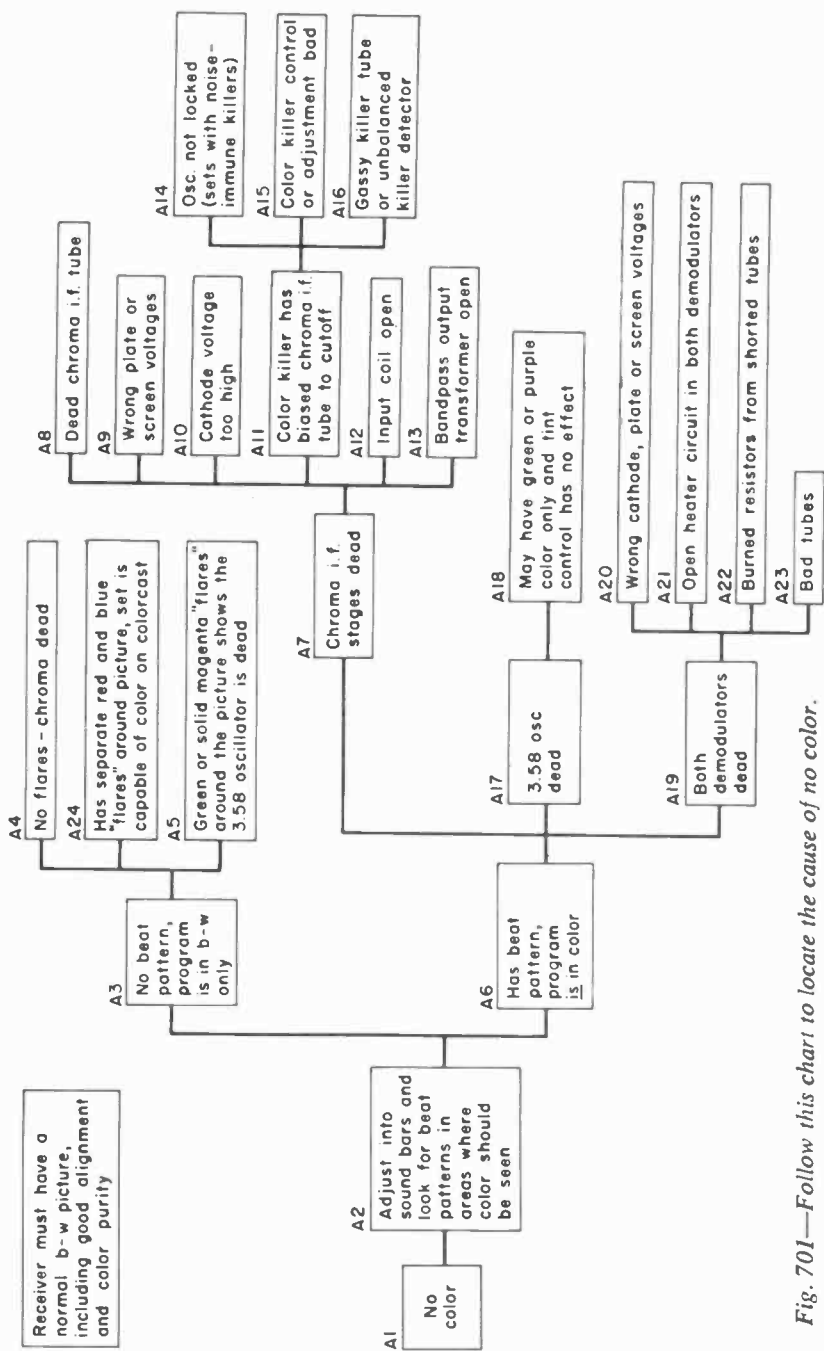 Receiver must have a
normal b-w picture,
including good alignment
and color purity
A1
No
color
A2
Adjust into
sound bars and
look for beat
patterns in
areas where
color should
be seen
A3
No beat
pattern,
program
is in b-w
only
A4
No flares - chroma dead
A24
Has separate red and blue
"flares" around picture, set is
capable of color on colorcast
A5
Green or solid magenta "flares"
around the picture shows the
3.58 oscillator is dead
A6
Has beat
pattern,
program
is in color
A7
Chroma i.f.
stages dead
A8
Dead chroma i.f. tube
A9
Wrong plate or
screen voltages
A10
Cathode voltage
too high
A11
Color killer has
biased chroma i.f.
tube to cutoff
A12
Input coil open
A13
Bandpass output
transformer open
A14
Osc. not locked
(sets with noise-
immune killers)
A15
Color killer control
or adjustment bad
A16
Gassy killer tube
or unbalanced
killer detector
A17
3.58 osc
dead
A18
May have green or purple
color only and tint
control has no effect
A19
Both
demodulators
dead
A20
Wrong cathode, plate or screen voltages
A21
Open heater circuit in both demodulators
A22
Burned resistors from shorted tubes
A23
Bad tubes
Fig. 701—Follow this chart to locate the cause of no color.